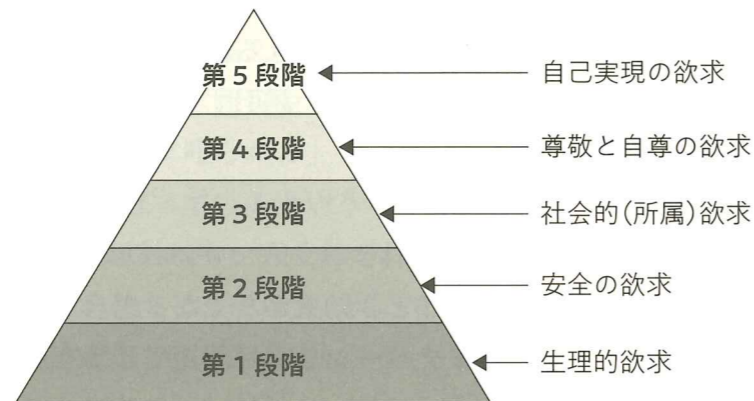 第5段階 自己実現の欲求
第4段階 尊敬と自尊の欲求
第3段階 社会的(所属)欲求
第2段階 安全の欲求
第1段階 生理的欲求